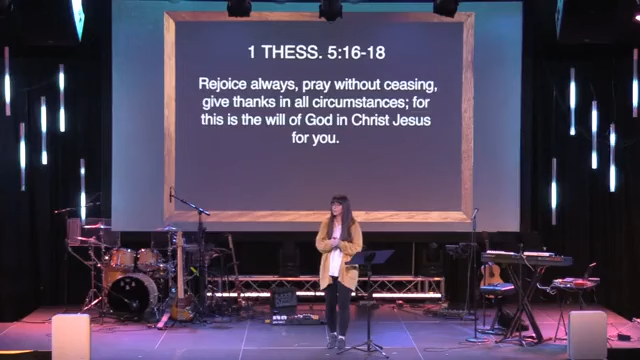 1 THESS. 5:16-18
Rejoice always, pray without ceasing,
give thanks in all circumstances; for
this is the will of God in Christ Jesus
for you.